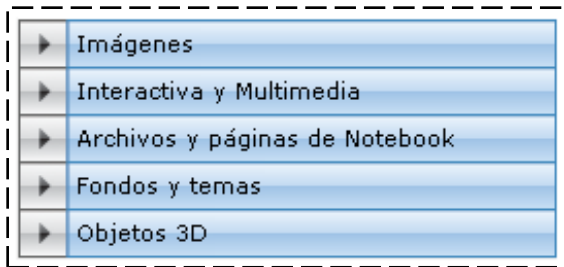 Imágenes
Interactiva y Multimedia
Archivos y páginas de Notebook
Fondos y temas
Objetos 3D